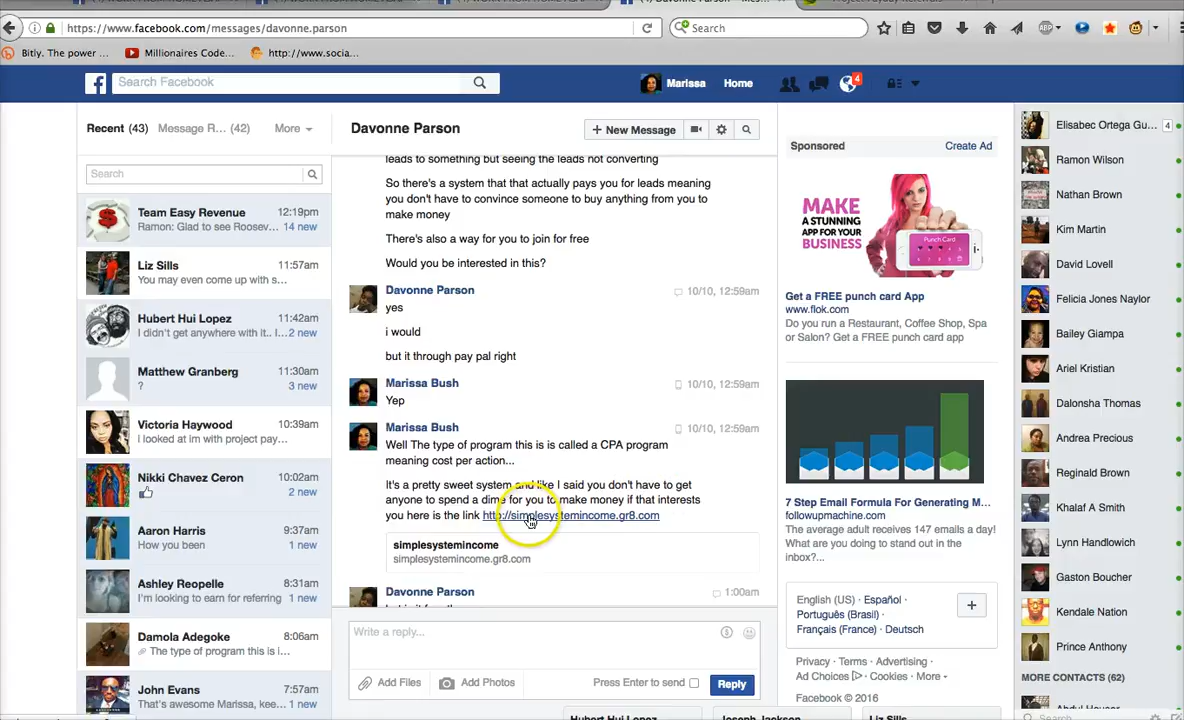 https://www.facebook.com/messages/davonne.parson
Search
Bitly. The power ...
Millionaires Code...
http://www.socia...
Search Facebook
Marissa
Home
4
Recent (43)
Message R... (42)
More
Davonne Parson
+ New Message
Search
Team Easy Revenue 12:19pm
Ramon: Glad to see Roosev... 14 new
Liz Sills 11:57am
You may even come up with s...
Hubert Hui Lopez 11:42am
I didn't get anywhere with it.. I... 2 new
Matthew Granberg 11:30am
? 3 new
Victoria Haywood 10:39am
I looked at im with project pay...
Nikki Chavez Ceron 10:02am
2 new
Aaron Harris 9:37am
How you been 1 new
Ashley Reopelle 8:31am
I'm looking to earn for referring 1 new
Damola Adegoke 8:06am
The type of program this is i...
John Evans 7:57am
That's awesome Marissa, kee... 1 new
leads to something but seeing the leads not converting
So there's a system that that actually pays you for leads meaning
you don't have to convince someone to buy anything from you to
make money
There's also a way for you to join for free
Would you be interested in this?
Davonne Parson 10/10, 12:59am
yes
i would
but it through pay pal right
Marissa Bush 10/10, 12:59am
Yep
Marissa Bush 10/10, 12:59am
Well The type of program this is is called a CPA program
meaning cost per action...
It's a pretty sweet system and like I said you don't have to get
anyone to spend a dime for you to make money if that interests
you here is the link http://simplesystemincome.gr8.com
simplesystemincome
simplesystemincome.gr8.com
Davonne Parson 1:00am
Write a reply...
Add Files
Add Photos
Press Enter to send
Reply
Hubert Hui Lopez
Joseph Jackson
Liz Sills
Sponsored
Create Ad
MAKE
A STUNNING
APP FOR YOUR
BUSINESS
Punch Card
Get a FREE punch card App
www.flok.com
Do you run a Restaurant, Coffee Shop, Spa
or Salon? Get a FREE punch card app
7 Step Email Formula For Generating M...
followupmachine.com
The average adult receives 147 emails a day!
What are you doing to stand out in the
inbox?...
English (US) · Español ·
Português (Brasil) ·
Français (France) · Deutsch
+
Privacy · Terms · Advertising ·
Ad Choices · Cookies · More
Facebook © 2016
Elisabec Ortega Gu... 4
Ramon Wilson
Nathan Brown
Kim Martin
David Lovell
Felicia Jones Naylor
Bailey Giampa
Ariel Kristian
Dalonsha Thomas
Andrea Precious
Reginald Brown
Khalaf A Smith
Lynn Handlowich
Gaston Boucher
Kendale Wation
Prince Anthony
MORE CONTACTS (62)
Search